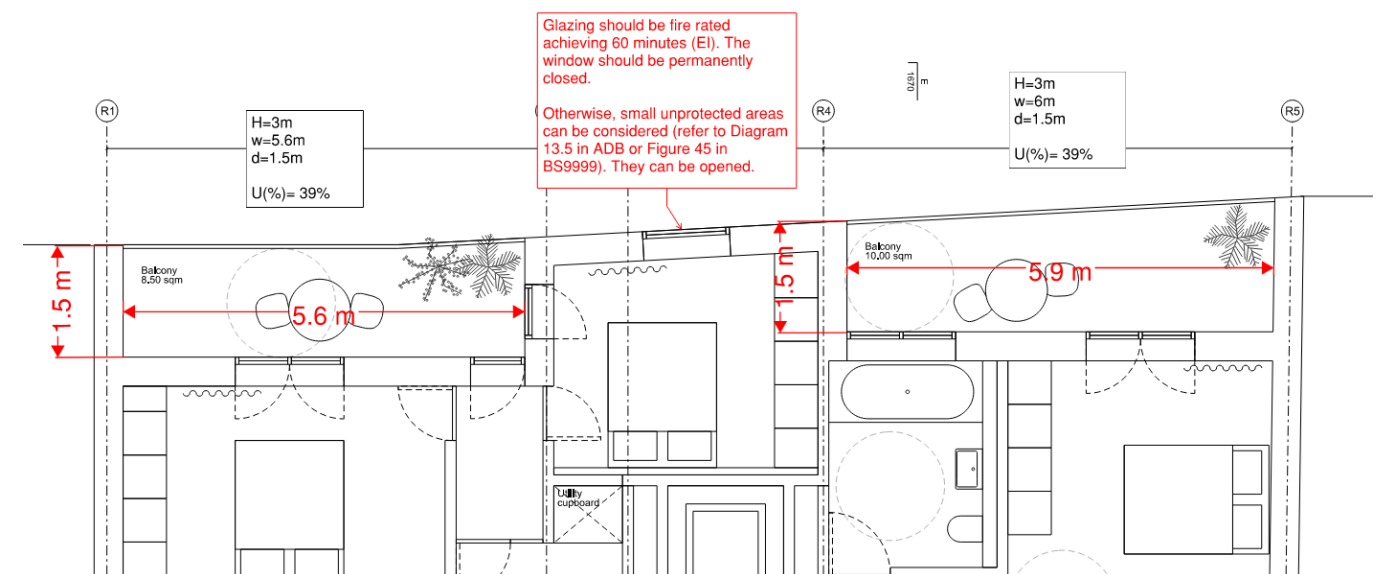 Glazing should be fire rated
achieving 60 minutes (EI). The
window should be permanently
closed.
Otherwise, small unprotected areas
can be considered (refer to Diagram
13.5 in ADB or Figure 45 in
BS9999). They can be opened.
m
1670
H=3m
w=6m
d=1.5m
U(%)= 39%
R1
H=3m
w=5.6m
d=1.5m
U(%)= 39%
R4
R5
Balcony
8.50 sqm
1.5 m
5.6 m
Balcony
10.00 sqm
1.5 m
5.9 m
Utility
cupboard